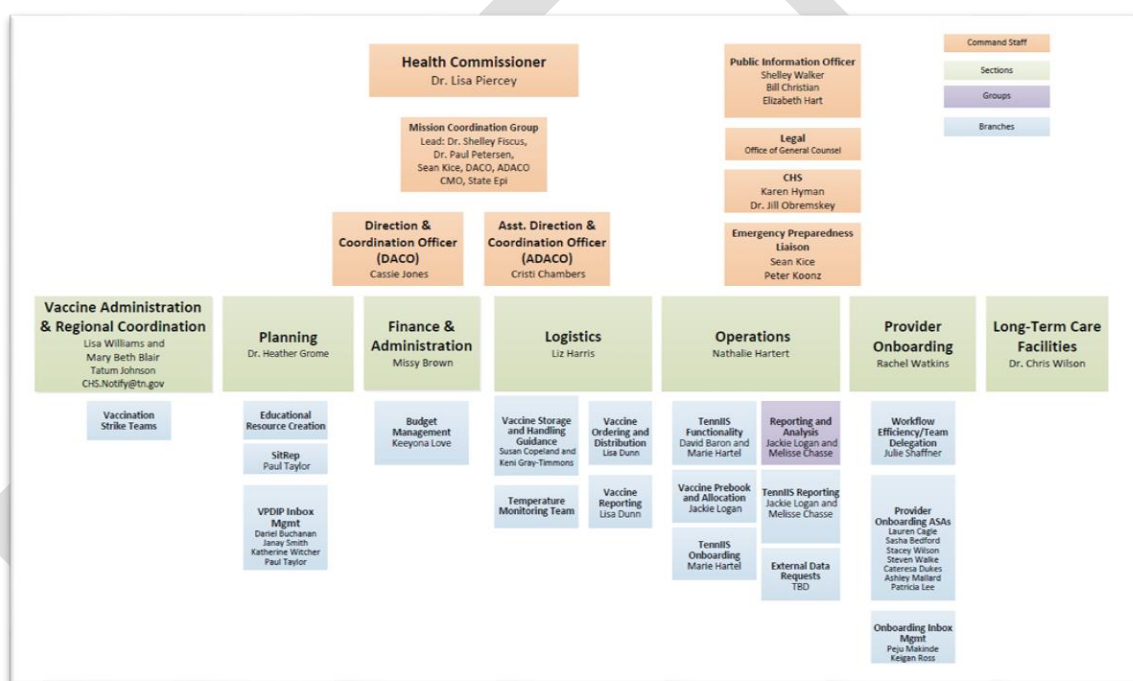 Health Commissioner
Dr. Lisa Piercey
Mission Coordination Group
Lead: Dr. Shelley Fiscus,
Dr. Paul Petersen,
Sean Kice, DACO, ADACO
CMO, State Epi
Direction &
Coordination Officer
(DACO)
Cassie Jones
Asst. Direction &
Coordination Officer
(ADACO)
Cristi Chambers
Public Information Officer
Shelley Walker
Bill Christian
Elizabeth Hart
Legal
Office of General Counsel
CHS
Karen Hyman
Dr. Jill Obremskey
Emergency Preparedness
Liaison
Sean Kice
Peter Koonz
Command Staff
Sections
Groups
Branches
Vaccine Administration
& Regional Coordination
Lisa Williams and
Mary Beth Blair
Tatum Johnson
CHS.Notify@tn.gov
Vaccination
Strike Teams
Planning
Dr. Heather Grome
Educational
Resource Creation
SitRep
Paul Taylor
VPDIP Inbox
Mgmt
Dariel Buchanan
Janay Smith
Katherine Witcher
Paul Taylor
Finance &
Administration
Missy Brown
Budget
Management
Keeyona Love
Logistics
Liz Harris
Vaccine Storage
and Handling
Guidance
Susan Copeland and
Keni Gray-Timmons
Temperature
Monitoring Team
Vaccine
Ordering and
Distribution
Lisa Dunn
Vaccine
Reporting
Lisa Dunn
Operations
Nathalie Hartert
TennIIS
Functionality
David Baron and
Marie Hartel
Vaccine Prebook
and Allocation
Jackie Logan
TennIIS
Onboarding
Marie Hartel
Reporting and
Analysis
Jackie Logan and
Melisse Chasse
TennIIS Reporting
Jackie Logan and
Melisse Chasse
External Data
Requests
TBD
Provider
Onboarding
Rachel Watkins
Workflow
Efficiency/Team
Delegation
Julie Shaffner
Provider
Onboarding ASAs
Lauren Cagle
Sasha Bedford
Stacey Wilson
Steven Walke
Cateresa Dukes
Ashley Mallard
Patricia Lee
Onboarding Inbox
Mgmt
Peju Makinde
Keigan Ross
Long-Term Care
Facilities
Dr. Chris Wilson